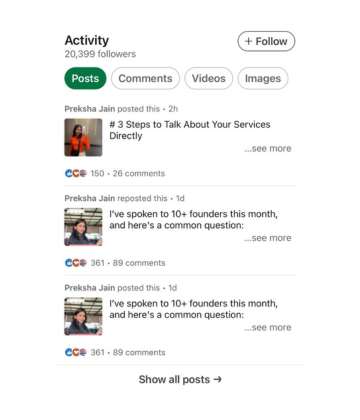 Activity
20,399 followers
+ Follow
Posts
Comments
Videos
Images
Preksha Jain posted this • 2h
# 3 Steps to Talk About Your Services
Directly
...see more
150 • 26 comments
Preksha Jain reposted this • 1d
I've spoken to 10+ founders this month,
and here's a common question:
...see more
361 • 89 comments
Preksha Jain posted this • 1d
I've spoken to 10+ founders this month,
and here's a common question:
...see more
361 • 89 comments
Show all posts →